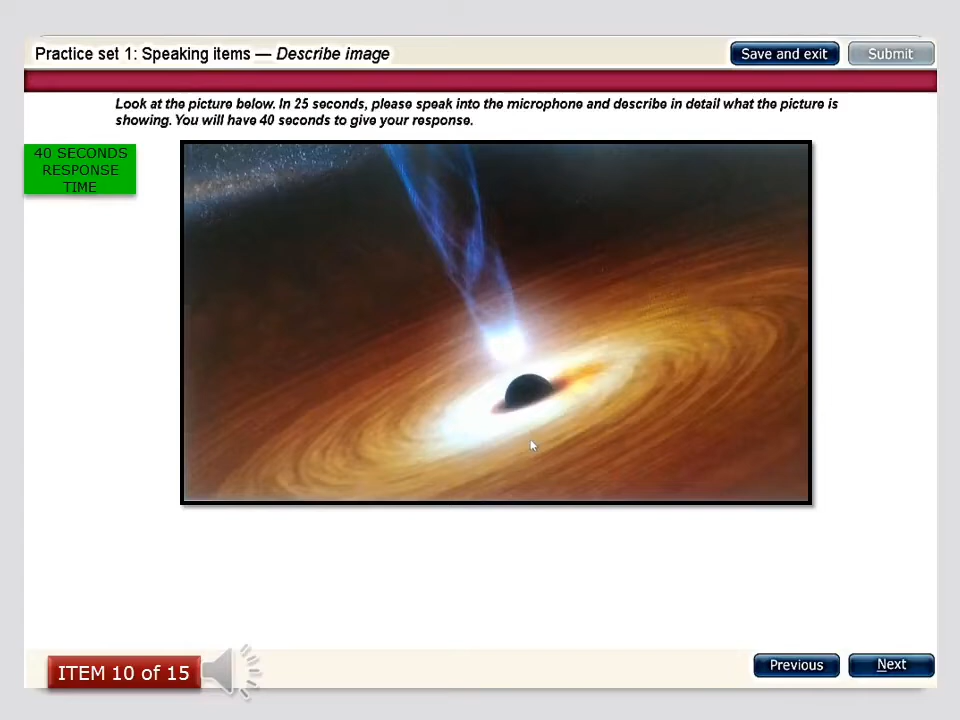 Practice set 1: Speaking items — Describe image
Save and exit
Submit
Look at the picture below. In 25 seconds, please speak into the microphone and describe in detail what the picture is
showing. You will have 40 seconds to give your response.
40 SECONDS
RESPONSE
TIME
ITEM 10 of 15
Previous
Next